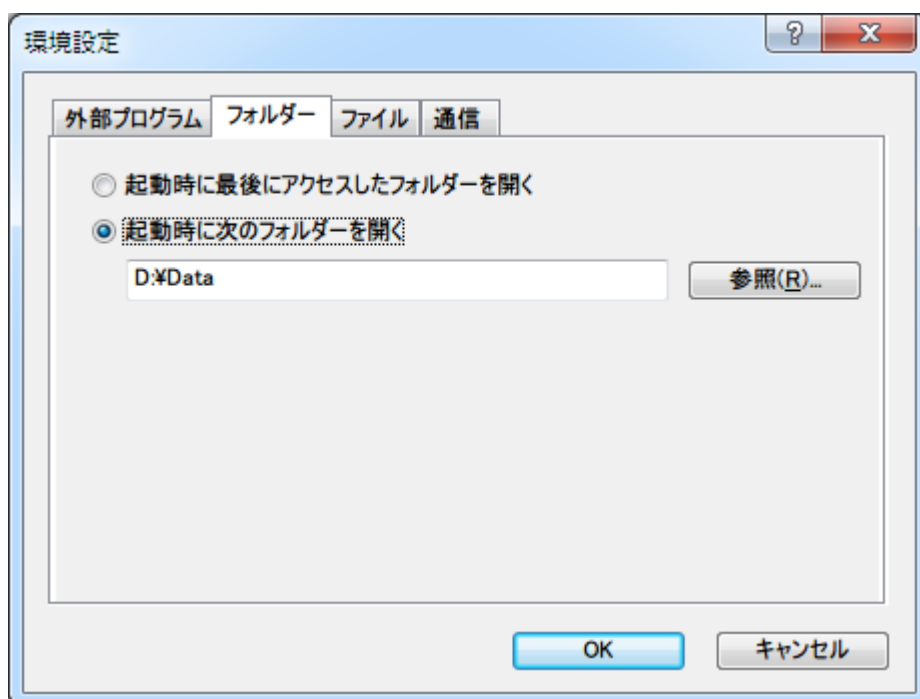 環境設定
外部プログラム フォルダー ファイル 通信
起動時に最後にアクセスしたフォルダーを開く
起動時に次のフォルダーを開く
D:¥Data 参照(R)...
OK キャンセル